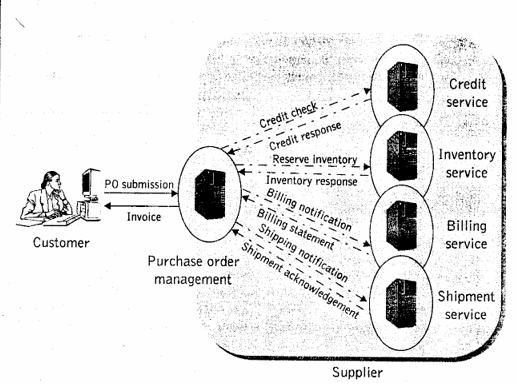 Credit
service
Credit check
Credit response
Reserve inventory
Inventory response
Inventory
service
PO submission
Invoice
Customer
Purchase order
management
Billing notification
Billing statement
Shipping notification
Shipment acknowledgement
Billing
service
Shipment
service
Supplier